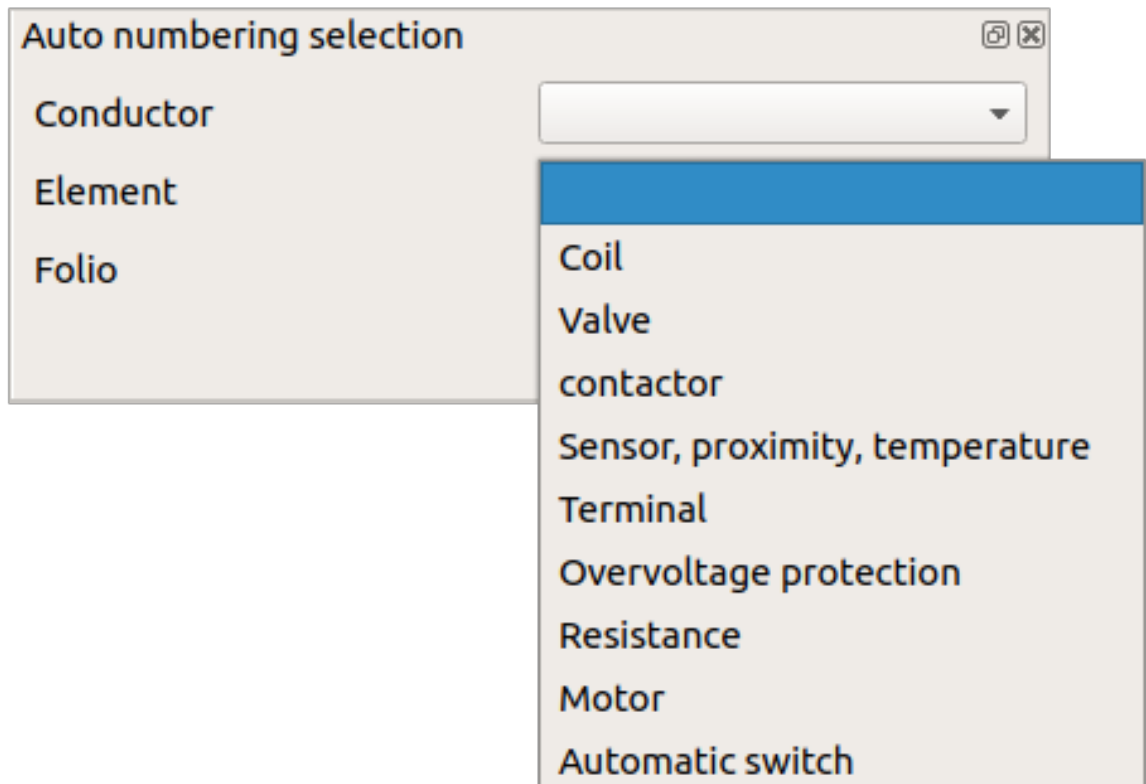 Auto numbering selection
Conductor
Element
Folio
Coil
Valve
contactor
Sensor, proximity, temperature
Terminal
Overvoltage protection
Resistance
Motor
Automatic switch